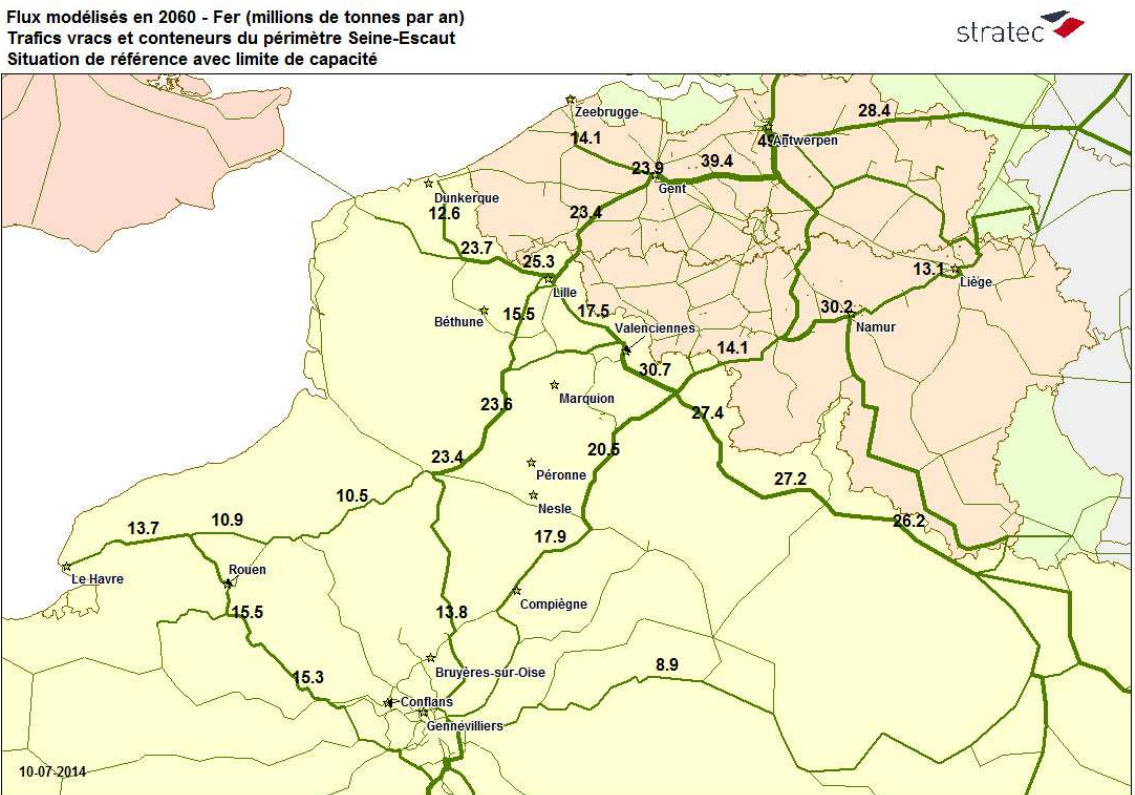 Flux modélisés en 2060 - Fer (millions de tonnes par an)
Trafics vracs et conteneurs du périmètre Seine-Escaut
Situation de référence avec limite de capacité
stratec
Zeebrugge
28.4
14.1
Antwerpen
39.4
23.9
Gent
Dunkerque
12.6
23.4
23.7
25.3
13.1
Liège
Lille
30.2
15.5
17.5
Béthune
Valenciennes
Namur
14.1
30.7
Marquion
23.6
27.4
20.5
23.4
Péronne
27.2
10.5
Nesle
26.2
13.7
10.9
17.9
Rouen
Le Havre
Compiègne
15.5
13.8
8.9
Bruyères-sur-Oise
15.3
Conflans
Gennevilliers
10-07-2014